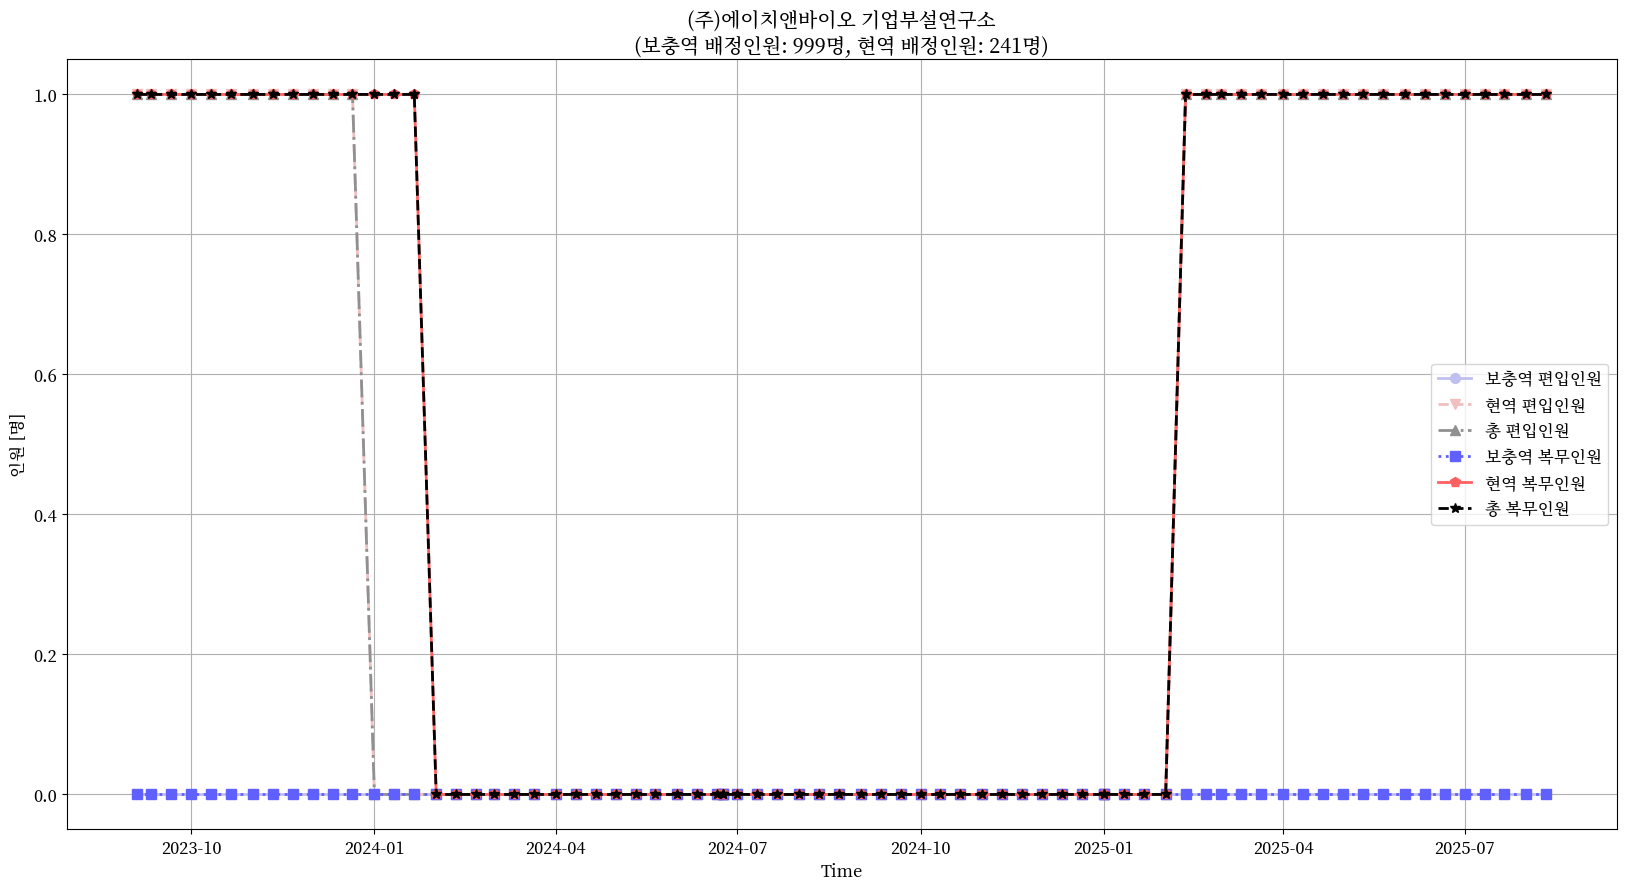 (주)에이치앤바이오 기업부설연구소
(보충역 배정인원: 999명, 현역 배정인원: 241명)
인원 [명]
1.0
0.8
0.6
0.4
0.2
0.0
보충역 편입인원
현역 편입인원
총 편입인원
보충역 복무인원
현역 복무인원
총 복무인원
2023-10
2024-01
2024-04
2024-07
2024-10
2025-01
2025-04
2025-07
Time